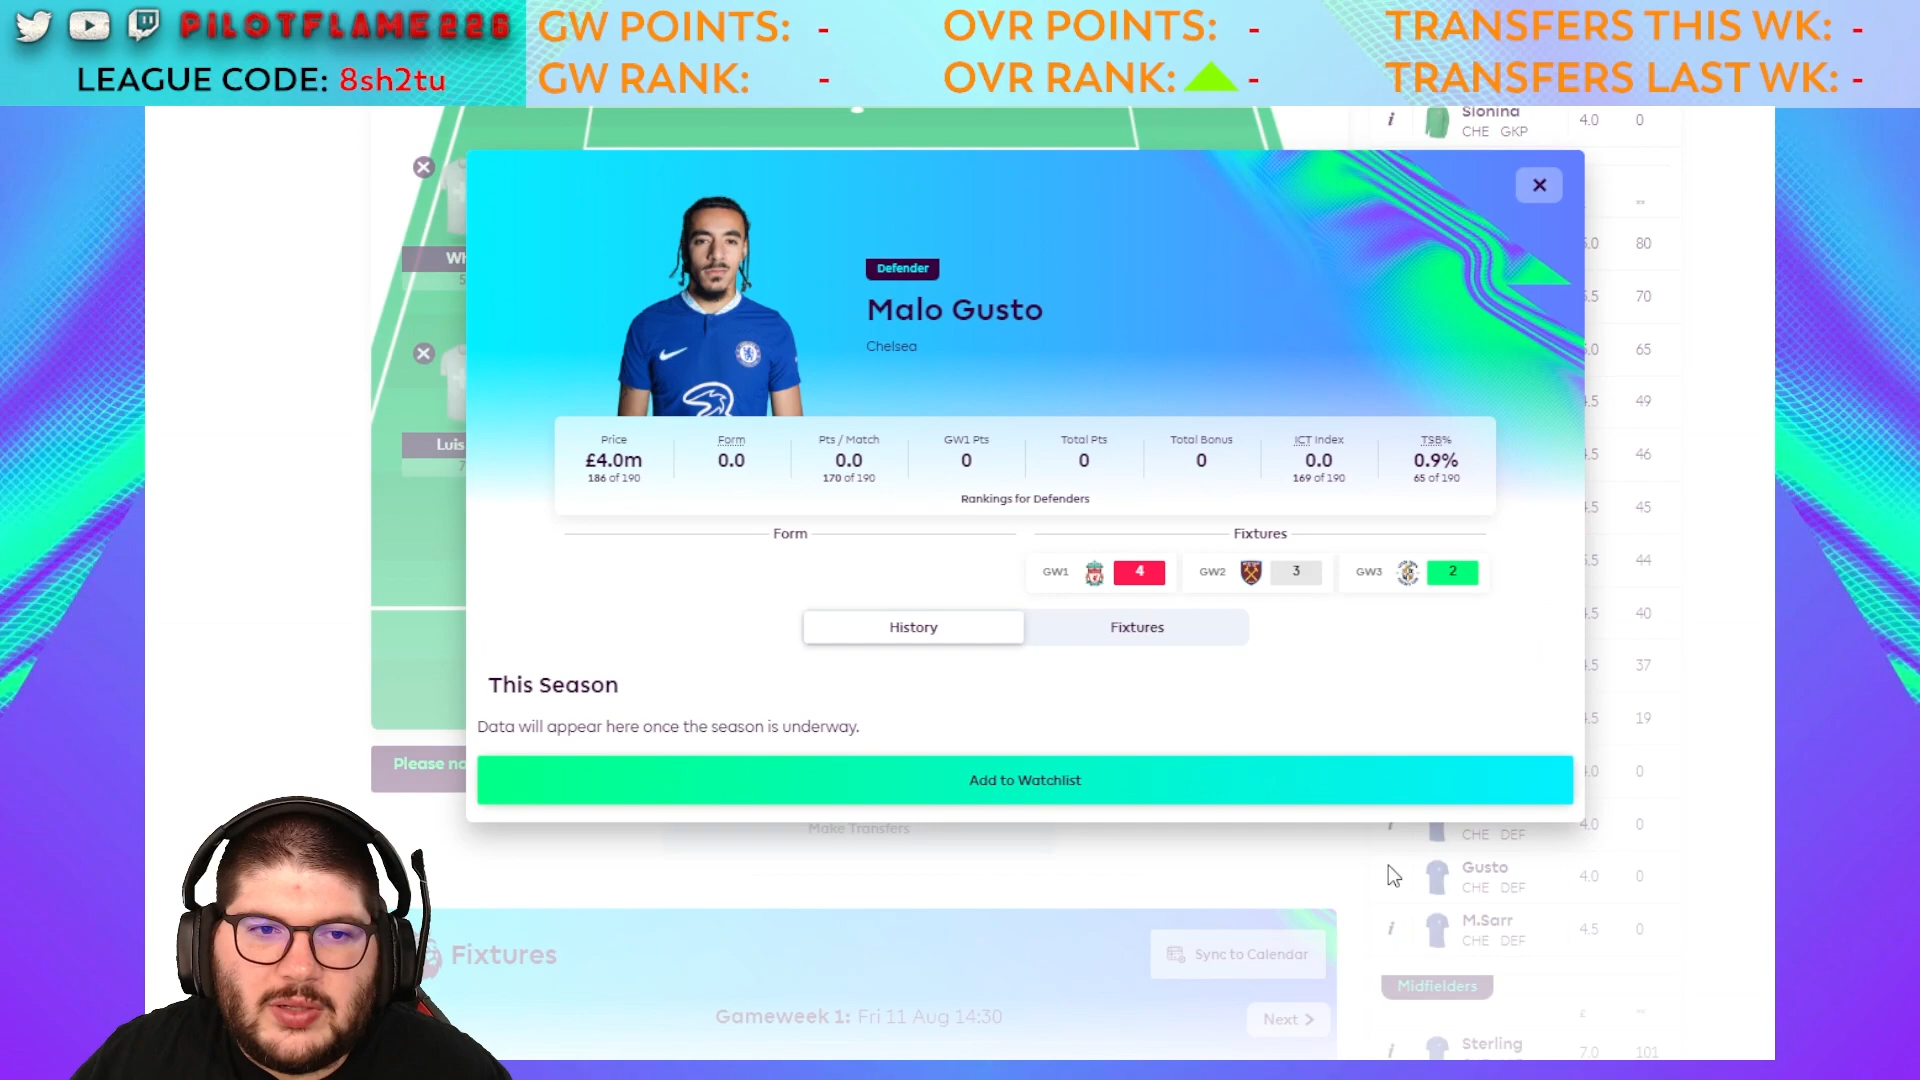 PILOTFLAME226
LEAGUE CODE: 8sh2tu
GW POINTS: -
GW RANK: -
OVR POINTS: -
OVR RANK: -
TRANSFERS THIS WK: -
TRANSFERS LAST WK: -
i Slonina 4.0 0
CHE GKP
Defender
Malo Gusto
Chelsea
Price Form Pts / Match GW1 Pts Total Pts Total Bonus ICT Index TSB%
£4.0m 0.0 0.0 0 0 0 0.0 0.9%
186 of 190 170 of 190 169 of 190 65 of 190
Rankings for Defenders
Form Fixtures
GW1 4 GW2 3 GW3 2
History Fixtures
This Season
Data will appear here once the season is underway.
Add to Watchlist
Luis
Please no
Make Transfers
80
70
65
49
46
45
44
40
37
19
0
4.0 0
CHE DEF
Gusto 4.0 0
CHE DEF
i M.Sarr 4.5 0
CHE DEF
Midfielders
£ **
i Sterling 7.0 101
Fixtures
Sync to Calendar
Gameweek 1: Fri 11 Aug 14:30
Next